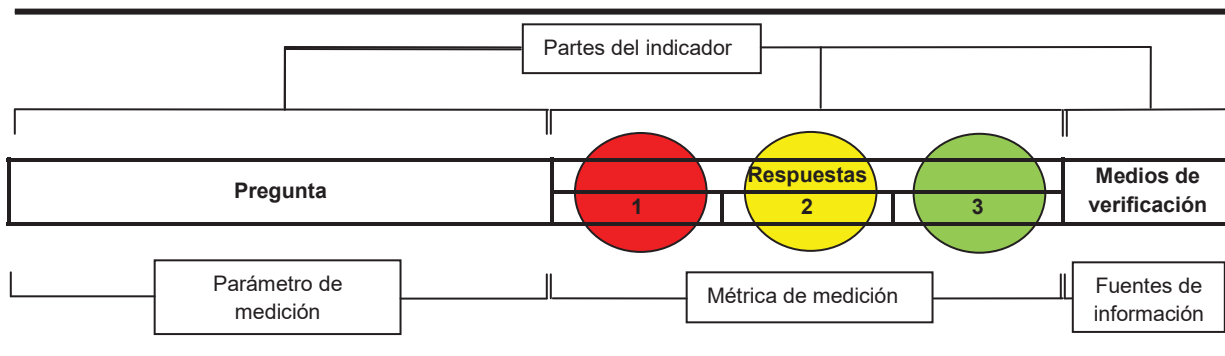 Partes del indicador
Pregunta
Respuestas
1
2
3
Medios de
verificación
Parámetro de
medición
Métrica de medición
Fuentes de
información